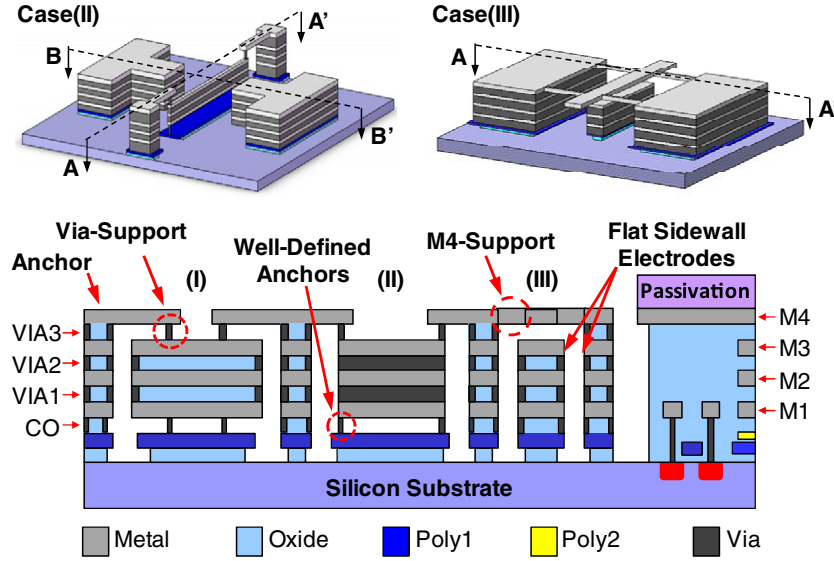 Case(II)
A'
B
B'
A
Case(III)
A
A'
Via-Support
Well-Defined
Anchors
M4-Support
Flat Sidewall
Electrodes
Anchor
(I)
(II)
(III)
Passivation
VIA3
VIA2
VIA1
CO
M4
M3
M2
M1
Silicon Substrate
Metal
Oxide
Poly1
Poly2
Via